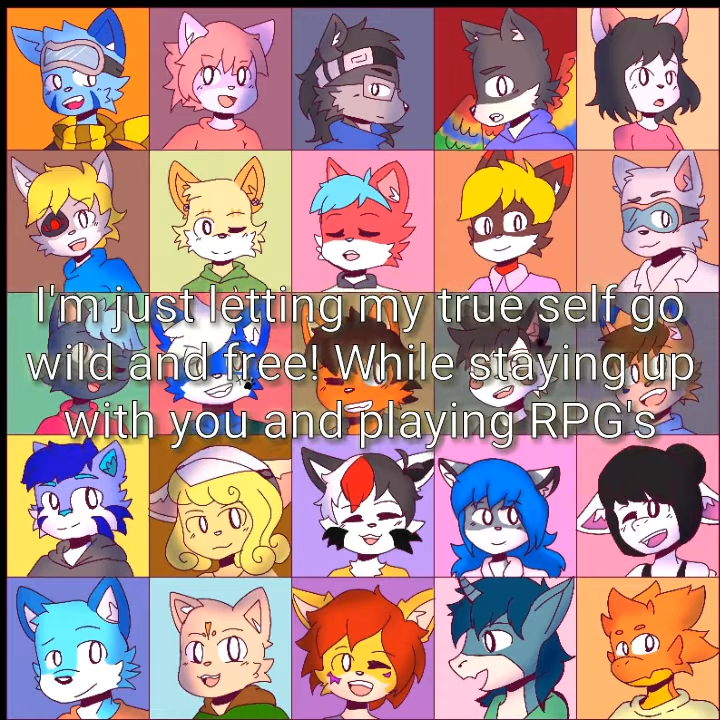 I'm just letting my true self go
wild and free! While staying up
with you and playing RPG's